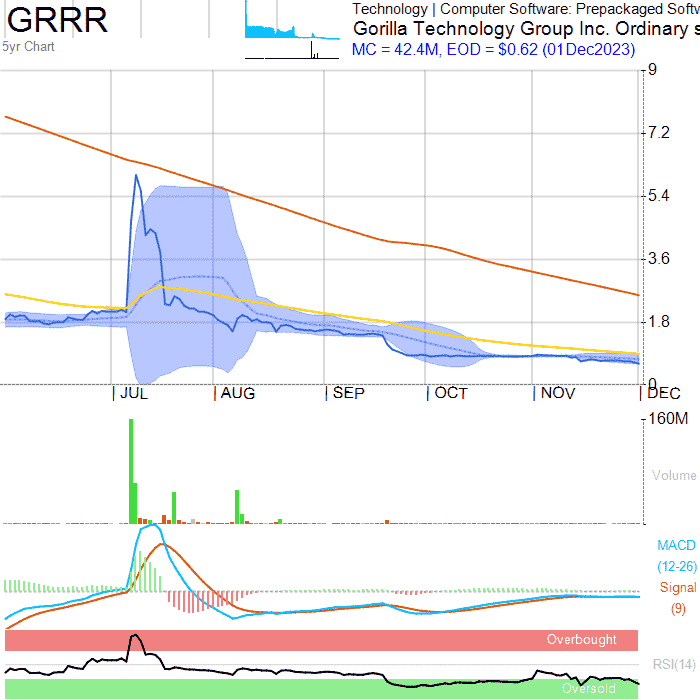 GRRR
5yr Chart
Technology | Computer Software: Prepackaged Softw
Gorilla Technology Group Inc. Ordinary s
MC = 42.4M, EOD = $0.62 (01Dec2023)
9
7.2
5.4
3.6
1.8
0
JUL AUG SEP OCT NOV DEC
160M
Volume
MACD
(12-26)
Signal
(9)
Overbought
RSI(14)
Oversold